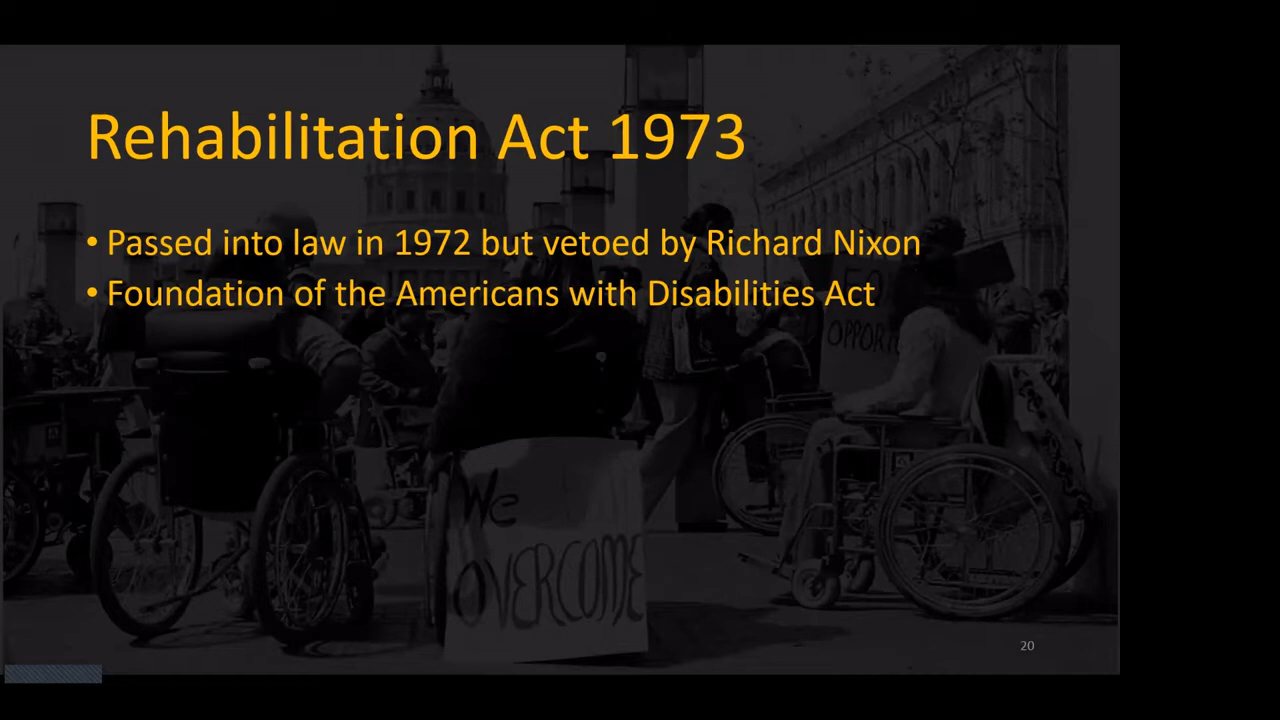 Rehabilitation Act 1973
• Passed into law in 1972 but vetoed by Richard Nixon
• Foundation of the Americans with Disabilities Act
We
OVERCOME
20